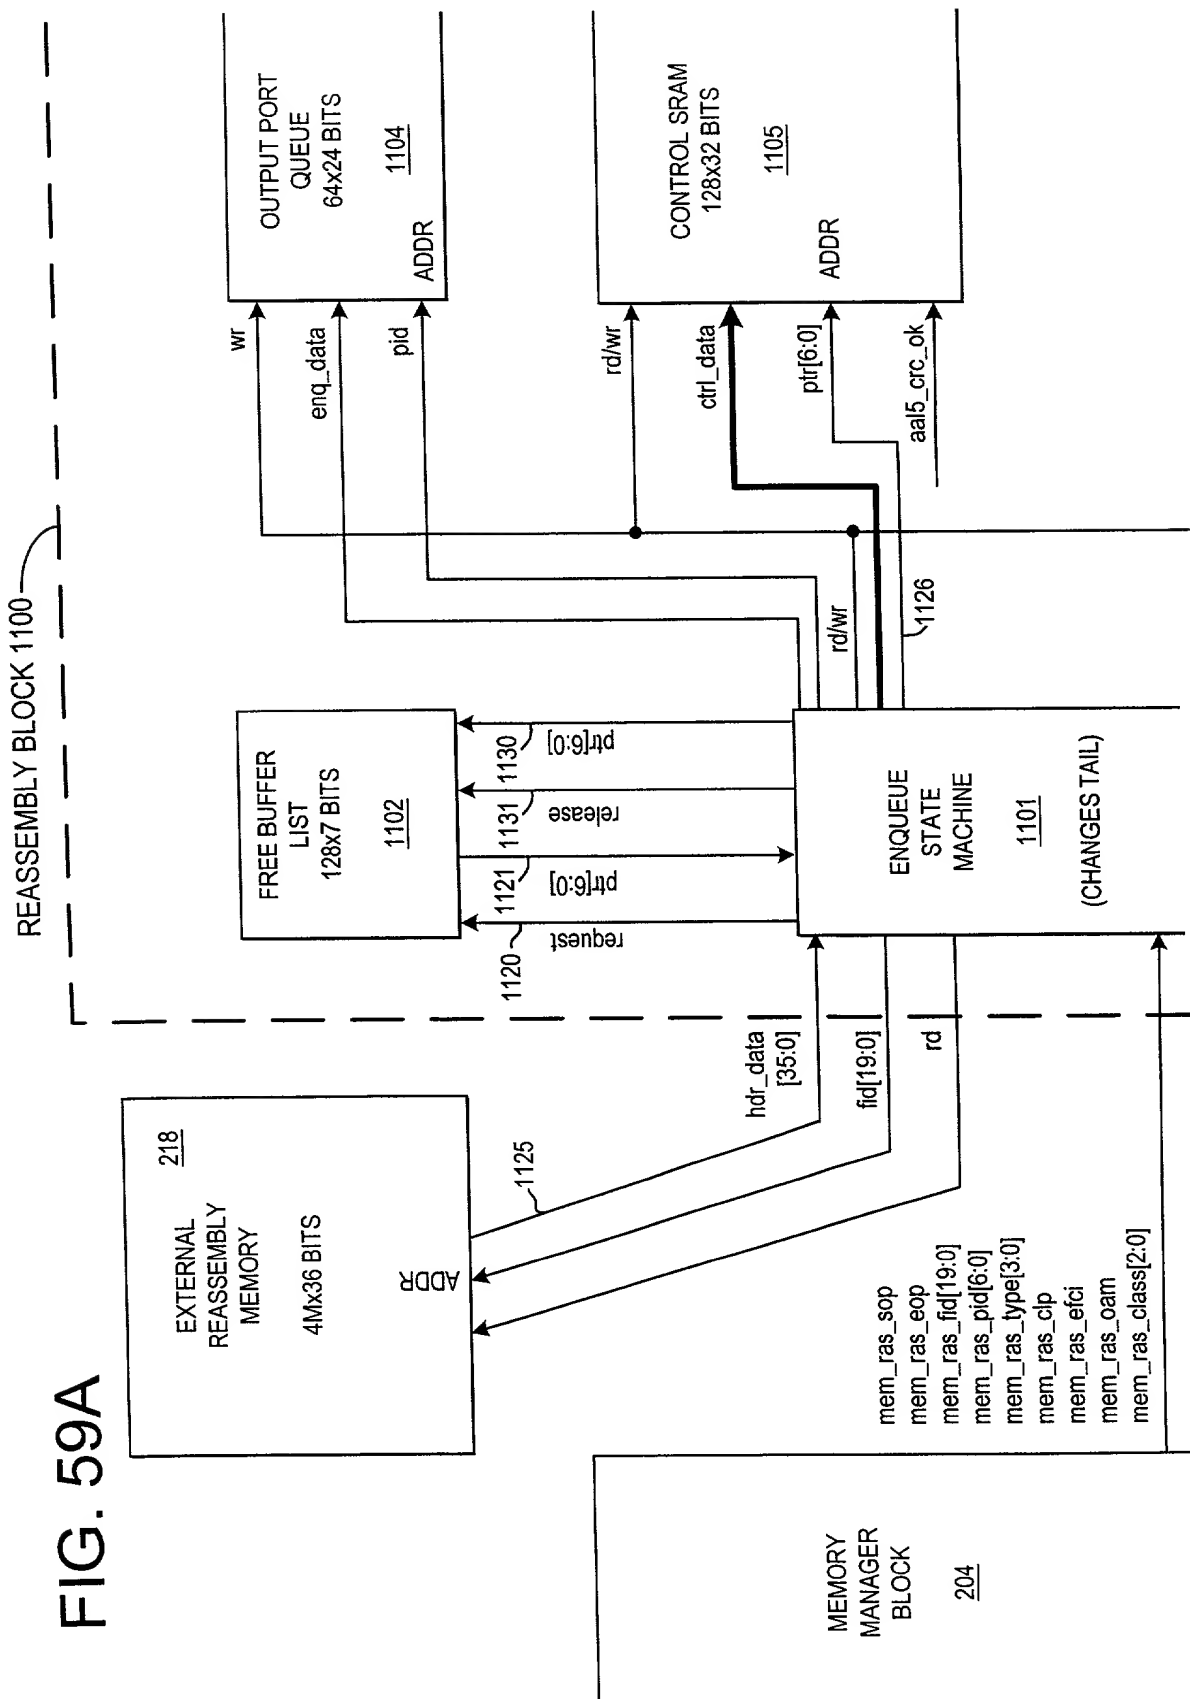 FIG. 59A
REASSEMBLY BLOCK 1100
EXTERNAL
REASSEMBLY
MEMORY
218
4Mx36 BITS
ADDR
1125
hdr_data
[35:0]
fid[19:0]
rd
FREE BUFFER
LIST
128x7 BITS
1102
1120
request
1121
ptr[6:0]
1131
release
1130
ptr[6:0]
OUTPUT PORT
QUEUE
64x24 BITS
1104
ADDR
wr
enq_data
pid
CONTROL SRAM
128x32 BITS
1105
ADDR
rd/wr
ctrl_data
ptr[6:0]
aal5_crc_ok
rd/wr
1126
ENQUEUE
STATE
MACHINE
1101
(CHANGES TAIL)
mem_ras_sop
mem_ras_eop
mem_ras_fid[19:0]
mem_ras_pid[6:0]
mem_ras_type[3:0]
mem_ras_clp
mem_ras_efci
mem_ras_oam
mem_ras_class[2:0]
MEMORY
MANAGER
BLOCK
204